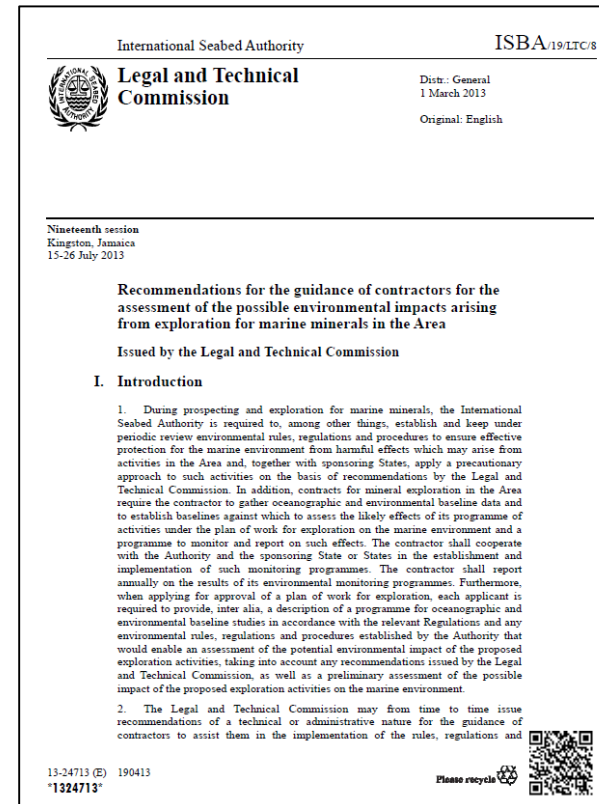 International Seabed Authority
ISBA/19/LTC/8
Legal and Technical
Commission
Distr.: General
1 March 2013
Original: English
INTERNATIONAL SEABED AUTHORITY
Nineteenth session
Kingston, Jamaica
15-26 July 2013
Recommendations for the guidance of contractors for the
assessment of the possible environmental impacts arising
from exploration for marine minerals in the Area
Issued by the Legal and Technical Commission
I. Introduction
1. During prospecting and exploration for marine minerals, the International
Seabed Authority is required to, among other things, establish and keep under
periodic review environmental rules, regulations and procedures to ensure effective
protection for the marine environment from harmful effects which may arise from
activities in the Area and, together with sponsoring States, apply a precautionary
approach to such activities on the basis of recommendations by the Legal and
Technical Commission. In addition, contracts for mineral exploration in the Area
require the contractor to gather oceanographic and environmental baseline data and
to establish baselines against which to assess the likely effects of its programme of
activities under the plan of work for exploration on the marine environment and a
programme to monitor and report on such effects. The contractor shall cooperate
with the Authority and the sponsoring State or States in the establishment and
implementation of such monitoring programmes. The contractor shall report
annually on the results of its environmental monitoring programmes. Furthermore,
when applying for approval of a plan of work for exploration, each applicant is
required to provide, inter alia, a description of a programme for oceanographic and
environmental baseline studies in accordance with the relevant Regulations and any
environmental rules, regulations and procedures established by the Authority that
would enable an assessment of the potential environmental impact of the proposed
exploration activities, taking into account any recommendations issued by the Legal
and Technical Commission, as well as a preliminary assessment of the possible
impact of the proposed exploration activities on the marine environment.
2. The Legal and Technical Commission may from time to time issue
recommendations of a technical or administrative nature for the guidance of
contractors to assist them in the implementation of the rules, regulations and
13-24713 (E) 190413
*1324713*
Please recycle